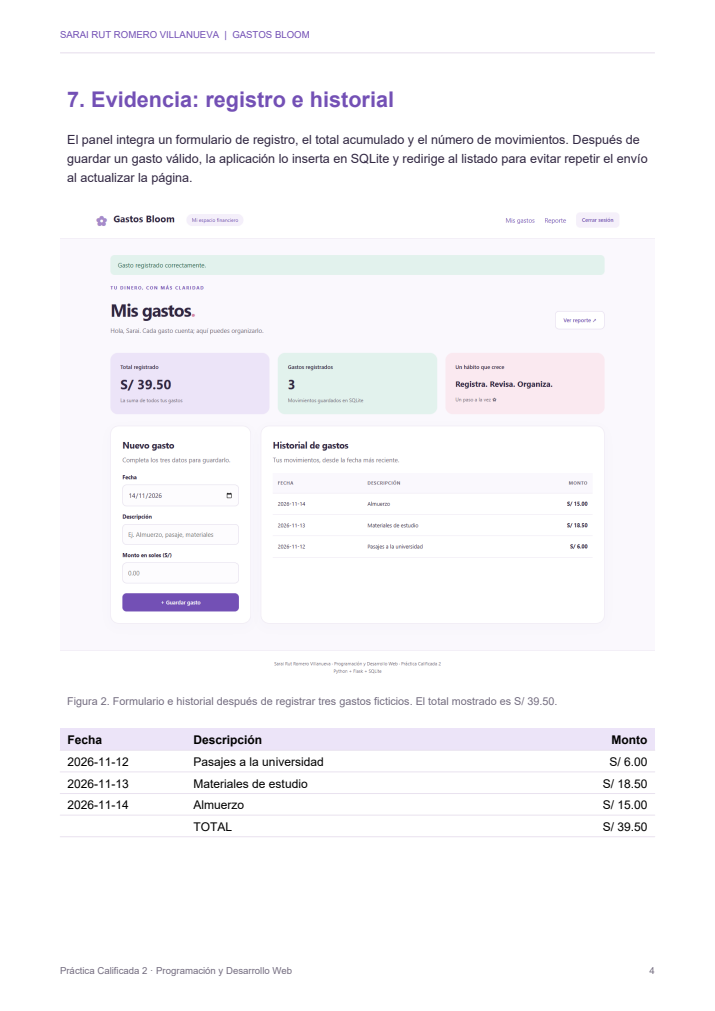 SARAI RUT ROMERO VILLANUEVA | GASTOS BLOOM
7. Evidencia: registro e historial
El panel integra un formulario de registro, el total acumulado y el número de movimientos. Después de
guardar un gasto válido, la aplicación lo inserta en SQLite y redirige al listado para evitar repetir el envío
al actualizar la página.
Gastos Bloom
Mi espacio financiero
Mis gastos
Reporte
Cerrar sesión
Gasto registrado correctamente.
TU DINERO, CON MÁS CLARIDAD
Mis gastos.
Hola, Sarai. Cada gasto cuenta; aquí puedes organizarlo.
Ver reporte ↗
Total registrado
S/ 39.50
La suma de todos tus gastos
Gastos registrados
3
Movimientos guardados en SQLite
Un hábito que crece
Registra. Revisa. Organiza.
Un paso a la vez ✿
Nuevo gasto
Completa los tres datos para guardarlo.
Fecha
14/11/2026
Descripción
Ej. Almuerzo, pasaje, materiales
Monto en soles (S/)
0.00
+ Guardar gasto
Historial de gastos
Tus movimientos, desde la fecha más reciente.
FECHA DESCRIPCIÓN MONTO
2026-11-14 Almuerzo S/ 15.00
2026-11-13 Materiales de estudio S/ 18.50
2026-11-12 Pasajes a la universidad S/ 6.00
Sarai Rut Romero Villanueva · Programación y Desarrollo Web · Práctica Calificada 2
Python + Flask + SQLite
Figura 2. Formulario e historial después de registrar tres gastos ficticios. El total mostrado es S/ 39.50.
Fecha Descripción Monto
2026-11-12 Pasajes a la universidad S/ 6.00
2026-11-13 Materiales de estudio S/ 18.50
2026-11-14 Almuerzo S/ 15.00
TOTAL S/ 39.50
Práctica Calificada 2 · Programación y Desarrollo Web 4